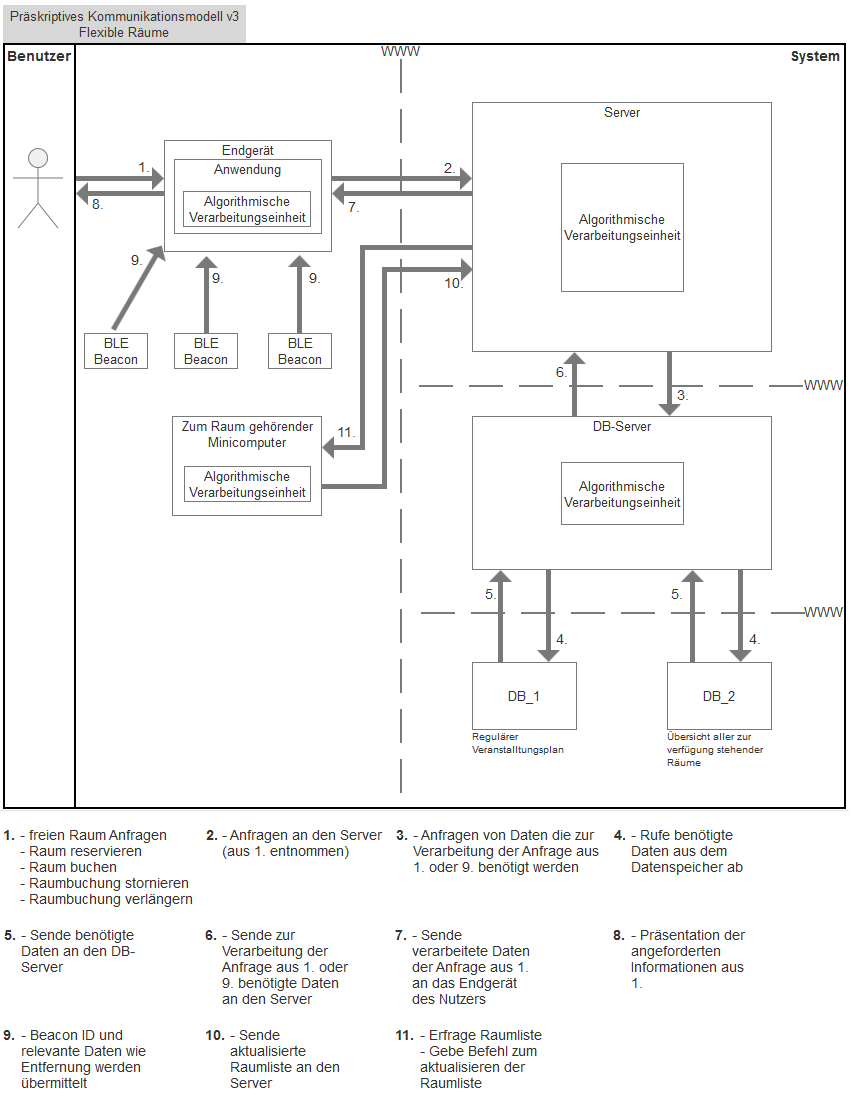 Präskriptives Kommunikationsmodell v3
Flexible Räume
Benutzer
WWW
System
Server
Endgerät
Anwendung
Algorithmische
Verarbeitungseinheit
1.
8.
2.
7.
Algorithmische
Verarbeitungseinheit
9.
9.
9.
10.
BLE
Beacon
BLE
Beacon
BLE
Beacon
6.
3.
WWW
Zum Raum gehörender
Minicomputer
11.
Algorithmische
Verarbeitungseinheit
DB-Server
Algorithmische
Verarbeitungseinheit
5.
5.
WWW
4.
4.
DB_1
DB_2
Regulärer
Veranstalltungsplan
Übersicht aller zur
verfügung stehender
Räume
1. - freien Raum Anfragen
- Raum reservieren
- Raum buchen
- Raumbuchung stornieren
- Raumbuchung verlängern
2. - Anfragen an den Server
(aus 1. entnommen)
3. - Anfragen von Daten die zur
Verarbeitung der Anfrage aus
1. oder 9. benötigt werden
4. - Rufe benötigte
Daten aus dem
Datenspeicher ab
5. - Sende benötigte
Daten an den DB-
Server
6. - Sende zur
Verarbeitung der
Anfrage aus 1. oder
9. benötigte Daten
an den Server
7. - Sende
verarbeitete Daten
der Anfrage aus 1.
an das Endgerät
des Nutzers
8. - Präsentation der
angeforderten
Informationen aus
1.
9. - Beacon ID und
relevante Daten wie
Entfernung werden
übermittelt
10. - Sende
aktualisierte
Raumliste an den
Server
11. - Erfrage Raumliste
- Gebe Befehl zum
aktualisieren der
Raumliste